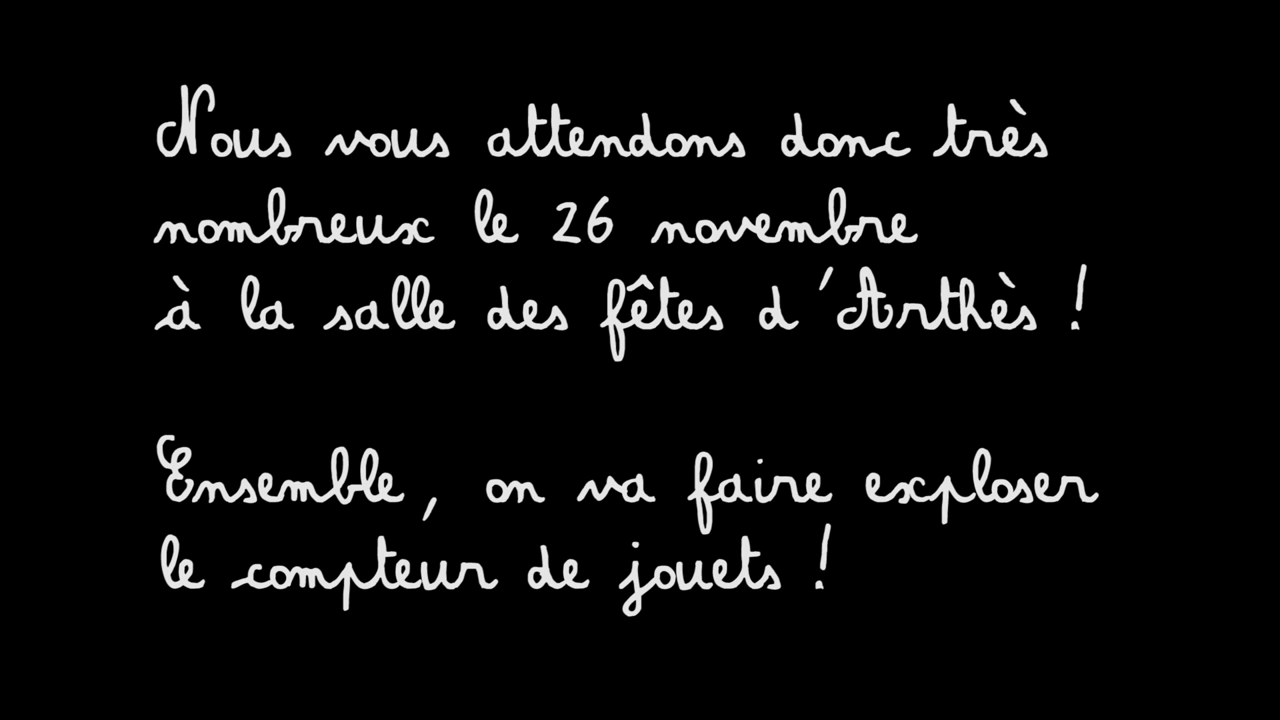 Nous vous attendons donc très
nombreux le 26 novembre
à la salle des fêtes d'Arthès !
Ensemble, on va faire exploser
le compteur de jouets !